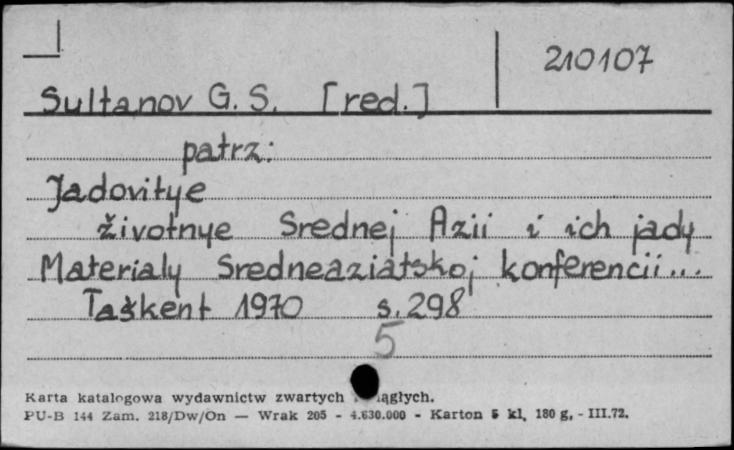 210107
Sultanov G. S. [red.]
patrz:
Jadovitye
životnye Srednej Azii i ich jady
Materialy Sredneaziatskoj konferencii...
Taškent 1970 s. 298
5
Karta katalogowa wydawnictw zwartych
PU-B 144 Zam. 218/Dw/On — Wrak 205 - 4.630.000 - Karton 5 kl, 180 g, - III.72.